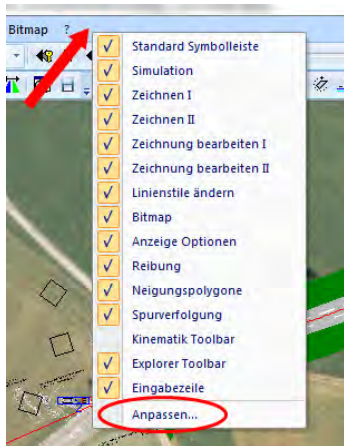 Bitmap ?
Standard Symbolleiste
Simulation
Zeichnen I
Zeichnen II
Zeichnung bearbeiten I
Zeichnung bearbeiten II
Linienstile ändern
Bitmap
Anzeige Optionen
Reibung
Neigungspolygone
Spurverfolgung
Kinematik Toolbar
Explorer Toolbar
Eingabezeile
Anpassen...
2